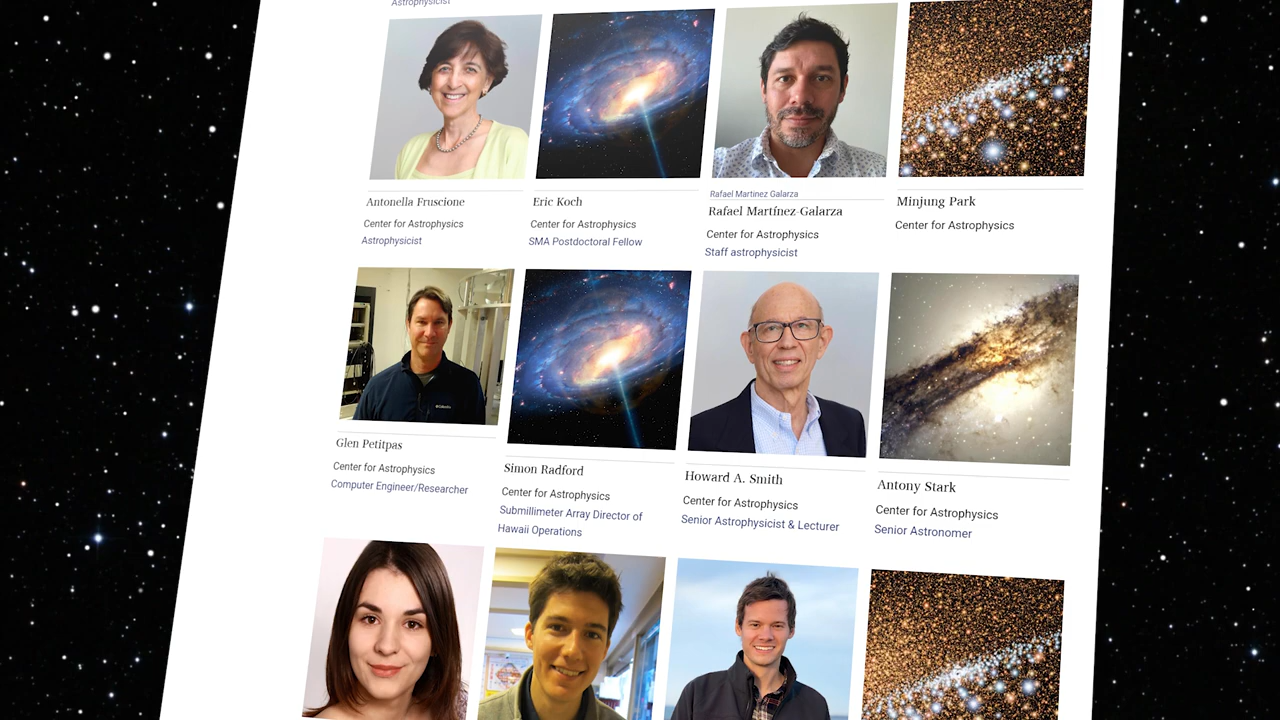 Astrophysicist
Antonella Fruscione
Center for Astrophysics
Astrophysicist
Eric Koch
Center for Astrophysics
SMA Postdoctoral Fellow
Rafael Martinez Galarza
Rafael Martínez-Galarza
Center for Astrophysics
Staff astrophysicist
Minjung Park
Center for Astrophysics
Glen Petitpas
Center for Astrophysics
Computer Engineer/Researcher
Simon Radford
Center for Astrophysics
Submillimeter Array Director of
Hawaii Operations
Howard A. Smith
Center for Astrophysics
Senior Astrophysicist & Lecturer
Antony Stark
Center for Astrophysics
Senior Astronomer